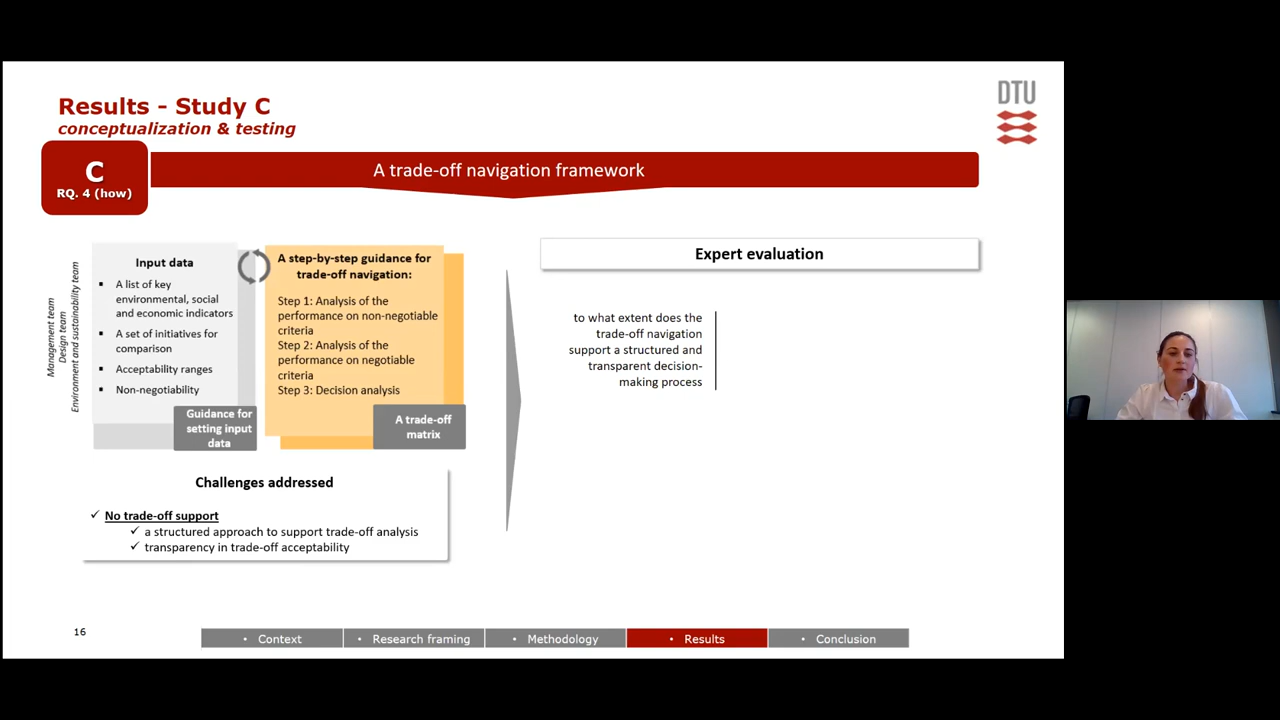 Results - Study C
conceptualization & testing
DTU
C
RQ. 4 (how)
A trade-off navigation framework
Management team
Design team
Environment and sustainability team
Input data
▪ A list of key
environmental, social
and economic indicators
▪ A set of initiatives for
comparison
▪ Acceptability ranges
▪ Non-negotiability
Guidance for
setting input
data
A step-by-step guidance for
trade-off navigation:
Step 1: Analysis of the
performance on non-negotiable
criteria
Step 2: Analysis of the
performance on negotiable
criteria
Step 3: Decision analysis
A trade-off
matrix
Challenges addressed
✓ No trade-off support
✓ a structured approach to support trade-off analysis
✓ transparency in trade-off acceptability
Expert evaluation
to what extent does the
trade-off navigation
support a structured and
transparent decision-
making process
16
• Context
• Research framing
• Methodology
• Results
• Conclusion